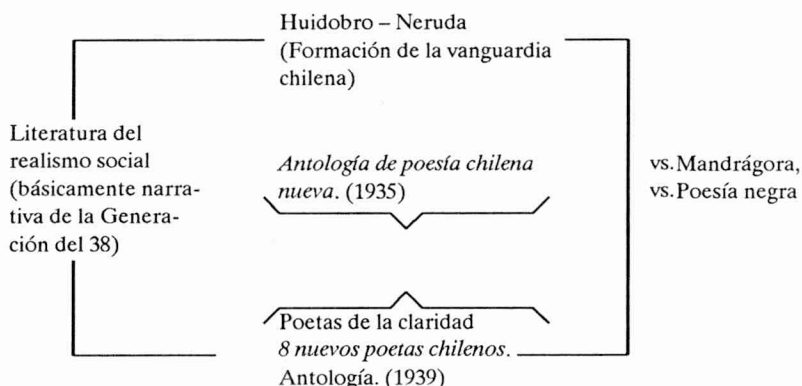 Huidobro – Neruda
(Formación de la vanguardia
chilena)
Literatura del
realismo social
(básicamente narra-
tiva de la Genera-
ción del 38)
Antología de poesía chilena
nueva. (1935)
vs. Mandrágora,
vs. Poesía negra
Poetas de la claridad
8 nuevos poetas chilenos.
Antología. (1939)